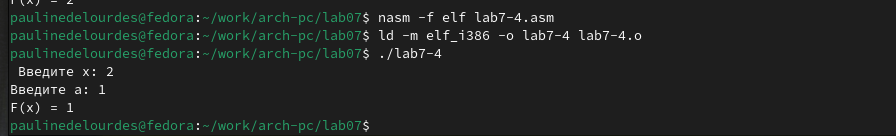 F(x) = 2
paulinedelourdes@fedora:~/work/arch-pc/lab07$ nasm -f elf lab7-4.asm
paulinedelourdes@fedora:~/work/arch-pc/lab07$ ld -m elf_i386 -o lab7-4 lab7-4.o
paulinedelourdes@fedora:~/work/arch-pc/lab07$ ./lab7-4
 Введите x: 2
Введите a: 1
F(x) = 1
paulinedelourdes@fedora:~/work/arch-pc/lab07$